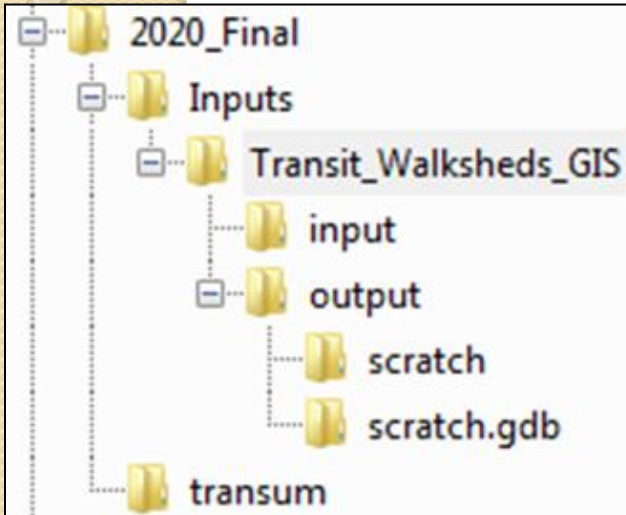 2020_Final
Inputs
Transit_Walksheds_GIS
input
output
scratch
scratch.gdb
transum